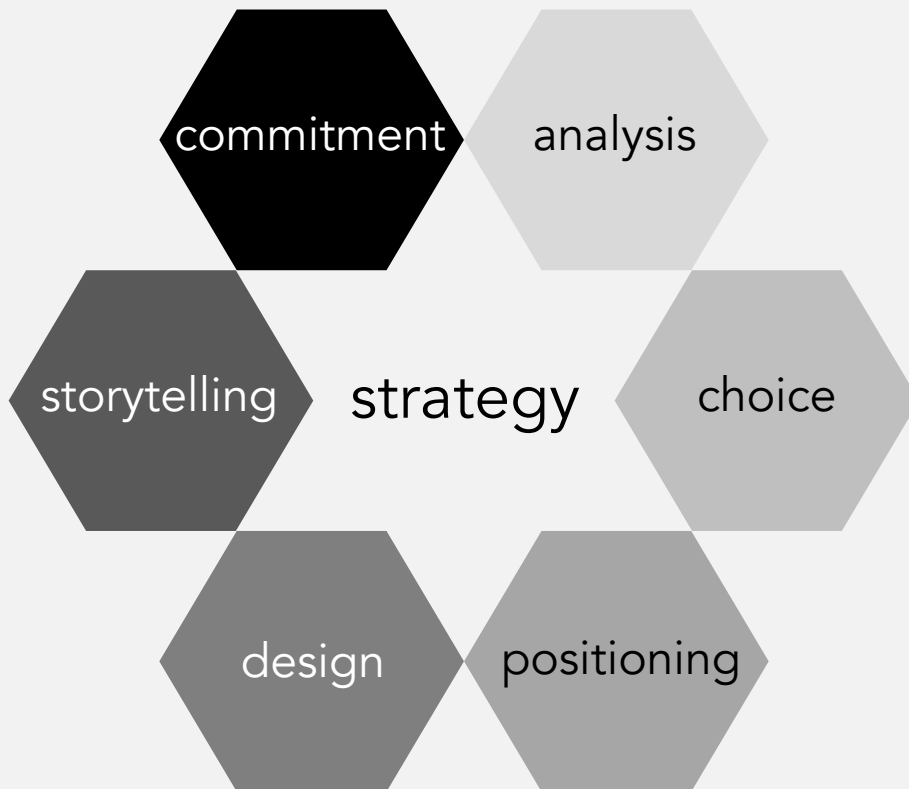 commitment
analysis
storytelling
strategy
choice
design
positioning